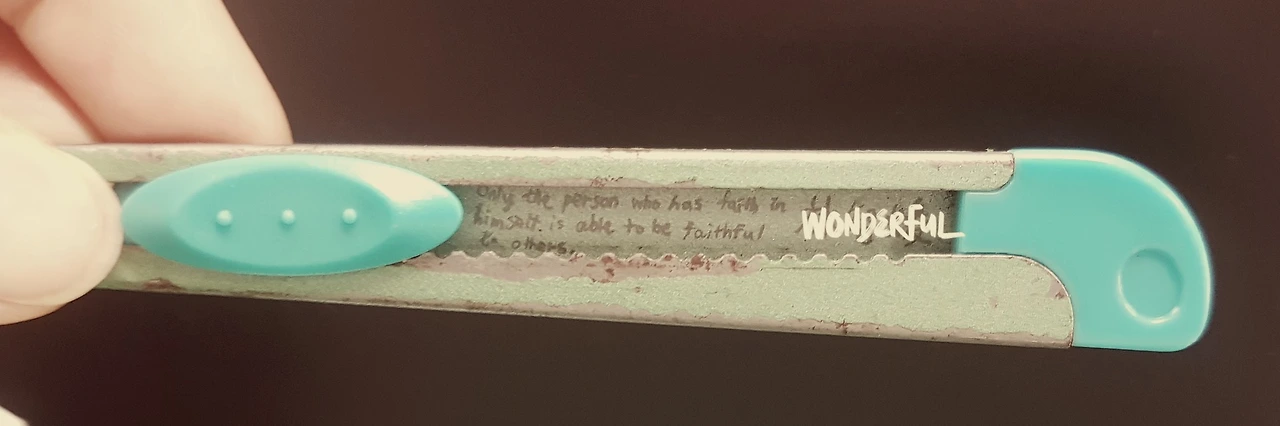 Only the person who has faith in
himself is able to be faithful
to others.
WONDERFUL